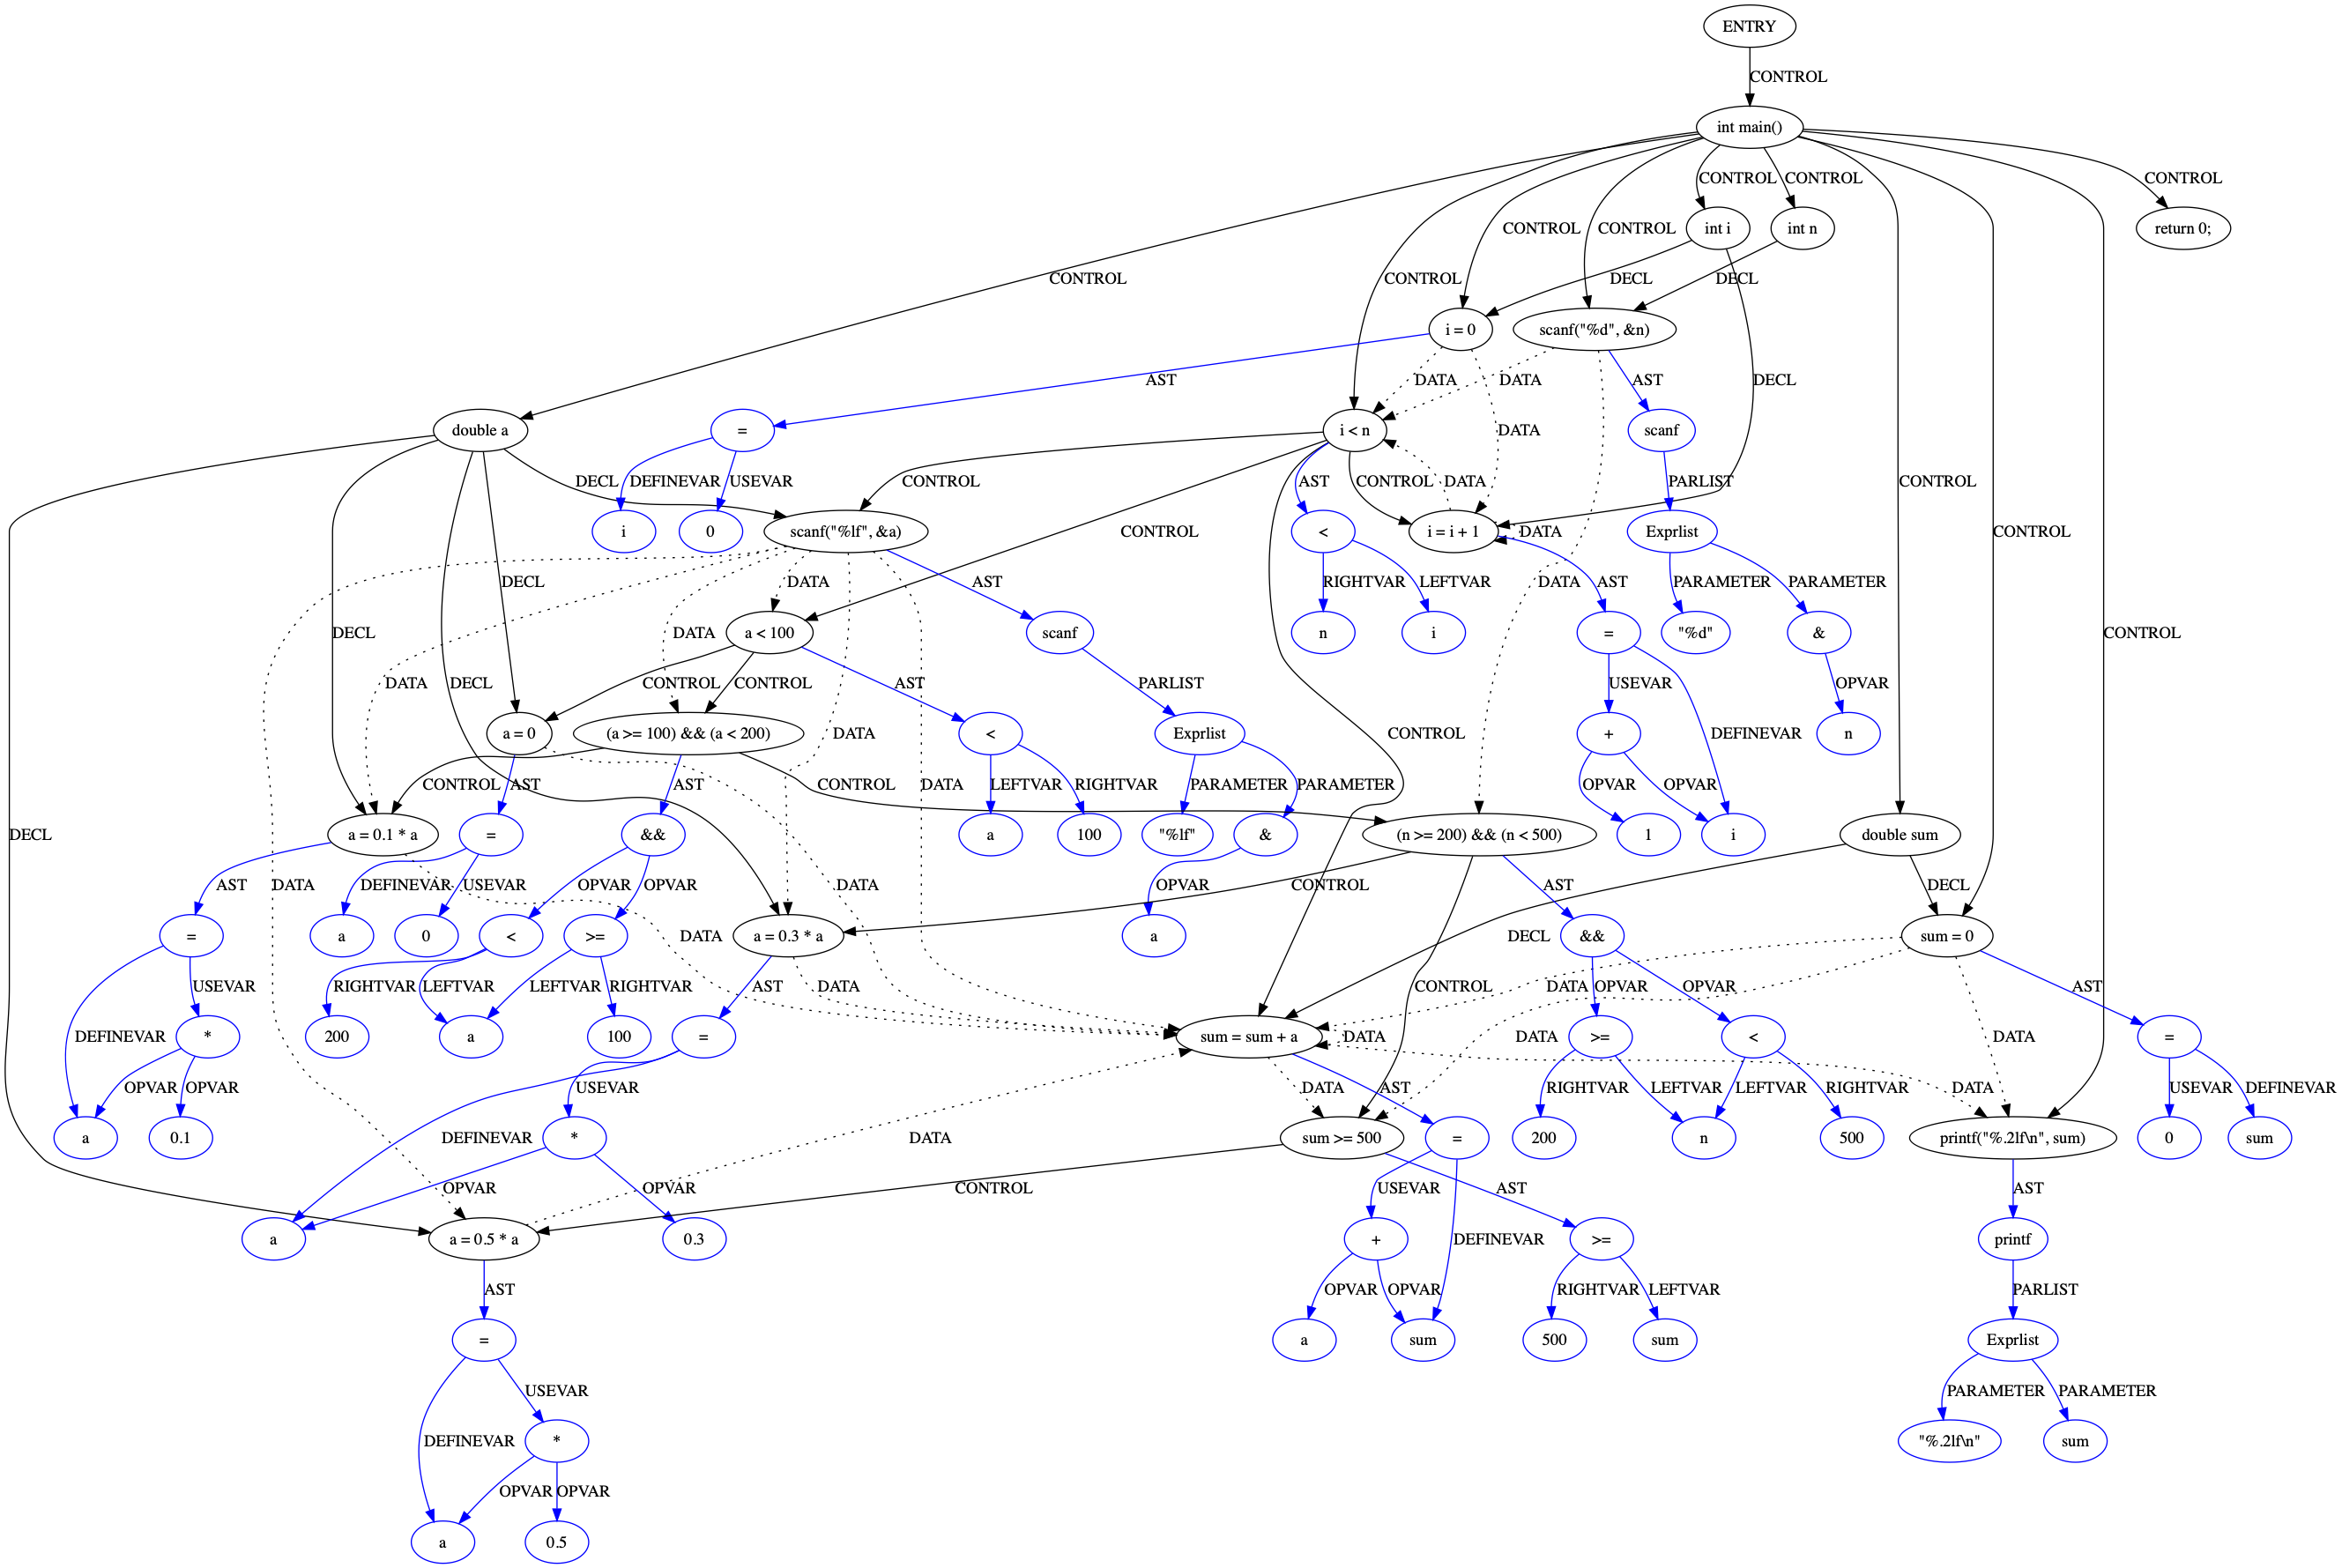 ENTRY
CONTROL
int main()
CONTROL
CONTROL CONTROL
int i
int n
return 0;
CONTROL
CONTROL
CONTROL
CONTROL
DECL
DECL
i = 0
scanf("%d", &n)
AST
DATA
DATA
AST
DECL
double a
=
i < n
DATA
scanf
DECL
CONTROL
DEFINEVAR
USEVAR
AST
CONTROL
DATA
PARLIST
CONTROL
i
0
scanf("%lf", &a)
CONTROL
<
i = i + 1
DATA
Exprlist
CONTROL
DECL
DATA
AST
RIGHTVAR
LEFTVAR
DATA
AST
PARAMETER
PARAMETER
DECL
DATA
a < 100
scanf
n
i
=
"%d"
&
CONTROL
DATA
DECL
CONTROL
CONTROL
AST
PARLIST
USEVAR
OPVAR
a = 0
(a >= 100) && (a < 200)
DATA
<
Exprlist
CONTROL
+
DEFINEVAR
n
CONTROL
AST
AST
CONTROL
DATA
LEFTVAR
RIGHTVAR
PARAMETER
PARAMETER
OPVAR
OPVAR
DECL
a = 0.1 * a
=
&&
a
100
"%lf"
&
(n >= 200) && (n < 500)
1
i
double sum
AST
DATA
DEFINEVAR
USEVAR
OPVAR
OPVAR
DATA
OPVAR
CONTROL
AST
DECL
=
a
0
<
>=
DATA
a = 0.3 * a
a
DECL
&&
sum = 0
USEVAR
RIGHTVAR
LEFTVAR
LEFTVAR
RIGHTVAR
AST
DATA
CONTROL
DATA
OPVAR
OPVAR
AST
DEFINEVAR
*
200
a
100
=
sum = sum + a
DATA
DATA
>=
<
DATA
=
OPVAR
OPVAR
USEVAR
DATA
AST
RIGHTVAR
LEFTVAR
LEFTVAR
RIGHTVAR
DATA
USEVAR
DEFINEVAR
a
0.1
DEFINEVAR
*
DATA
sum >= 500
=
200
n
500
printf("%.2lf\n", sum)
0
sum
OPVAR
OPVAR
CONTROL
USEVAR
AST
AST
a
a = 0.5 * a
0.3
+
DEFINEVAR
>=
printf
AST
OPVAR
OPVAR
RIGHTVAR
LEFTVAR
PARLIST
=
a
sum
500
sum
Exprlist
USEVAR
PARAMETER
PARAMETER
DEFINEVAR
*
"%.2lf\n"
sum
OPVAR
OPVAR
a
0.5